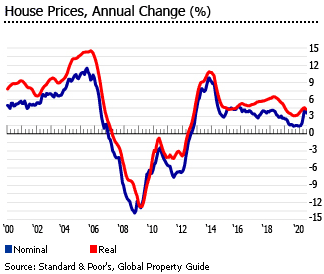 House Prices, Annual Change (%)
15
12
9
6
3
0
-3
-6
-9
-12
-15
'00 '02 '04 '06 '08 '10 '12 '14 '16 '18 '20
Nominal Real
Source: Standard & Poor's, Global Property Guide